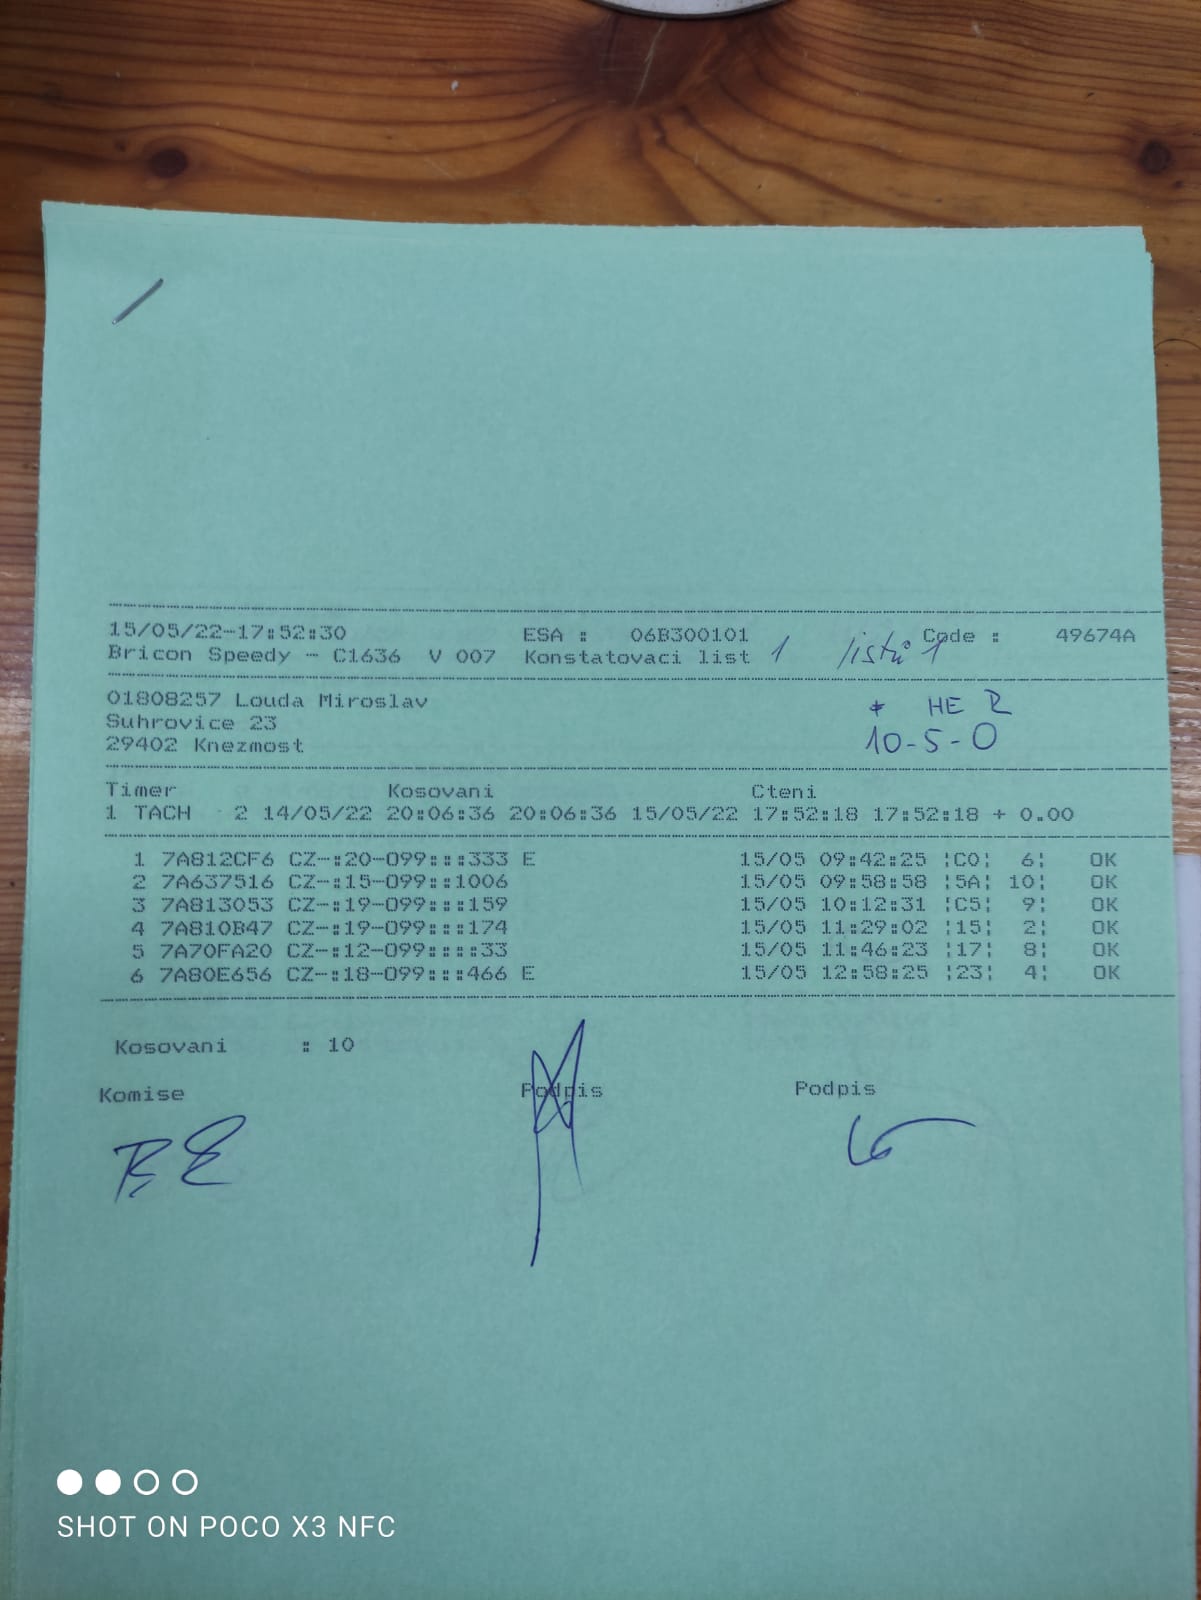 15/05/22-17:52:30 ESA : 06B300101 Code : 49674A
Bricon Speedy - C1636 V 007 Konstatovaci list 1 listů 1
01808257 Louda Miroslav
* HE R
Suhrovice 23
10-5-0
29402 Knezmost
Timer Kosovani Cteni
1 TACH 2 14/05/22 20:06:36 20:06:36 15/05/22 17:52:18 17:52:18 + 0.00
1 7A812CF6 CZ-:20-099:::333 E 15/05 09:42:25 ¦C0¦ 6¦ OK
2 7A637516 CZ-:15-099::1006 15/05 09:58:58 ¦5A¦ 10¦ OK
3 7A813053 CZ-:19-099:::159 15/05 10:12:31 ¦C5¦ 9¦ OK
4 7A810B47 CZ-:19-099:::174 15/05 11:29:02 ¦15¦ 2¦ OK
5 7A70FA20 CZ-:12-099::::33 15/05 11:46:23 ¦17¦ 8¦ OK
6 7A80E656 CZ-:18-099:::466 E 15/05 12:58:25 ¦23¦ 4¦ OK
Kosovani : 10
Komise Podpis Podpis
SHOT ON POCO X3 NFC